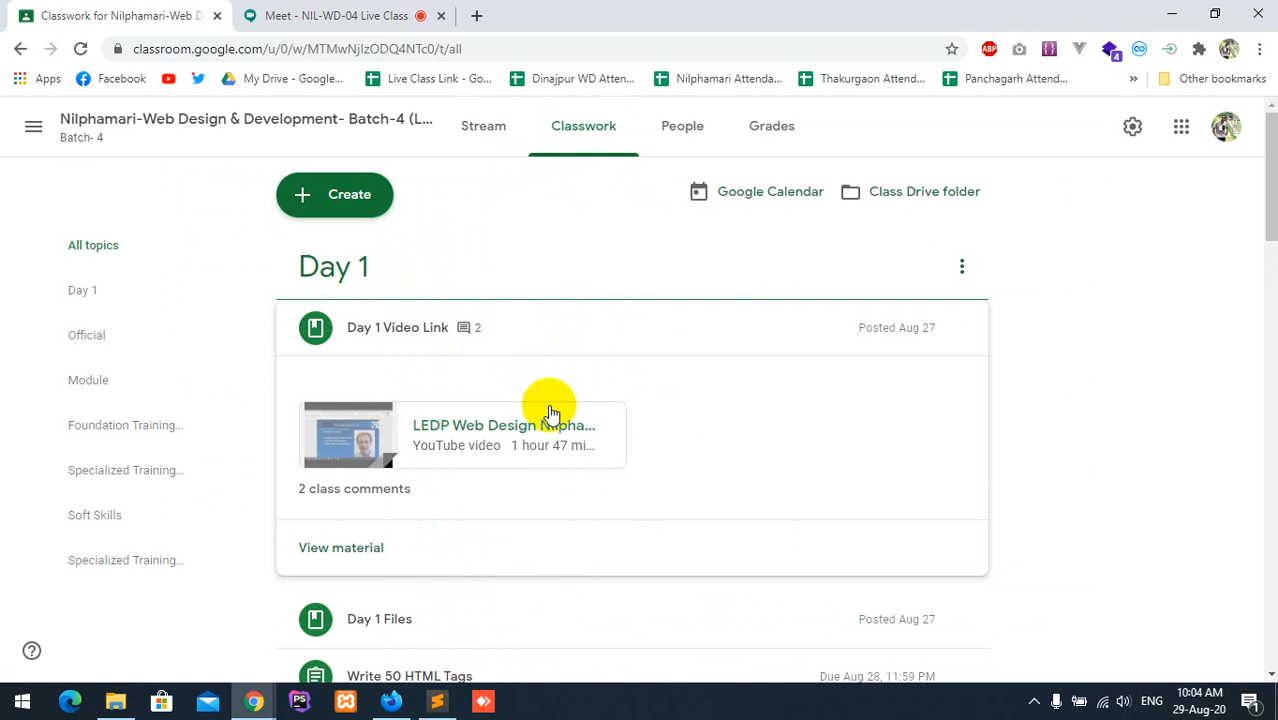 Classwork for Nilphamari-Web D
Meet - NIL-WD-04 Live Class
classroom.google.com/u/0/w/MTMwNjIzODQ4NTc0/t/all
ABP
4
Apps
Facebook
My Drive - Google...
Live Class Link - Go...
Dinajpur WD Atten...
Nilphamari Attenda...
Thakurgaon Attend...
Panchagarh Attend...
Other bookmarks
Nilphamari-Web Design & Development- Batch-4 (L...
Batch- 4
Stream
Classwork
People
Grades
Create
Google Calendar
Class Drive folder
All topics
Day 1
Official
Module
Foundation Training...
Specialized Training...
Soft Skills
Specialized Training...
Day 1
Day 1 Video Link
2
Posted Aug 27
LEDP Web Design Nilpha...
YouTube video 1 hour 47 mi...
2 class comments
View material
Day 1 Files
Posted Aug 27
Write 50 HTML Tags
Due Aug 28, 11:59 PM
PS
ENG
10:04 AM
29-Aug-20
1